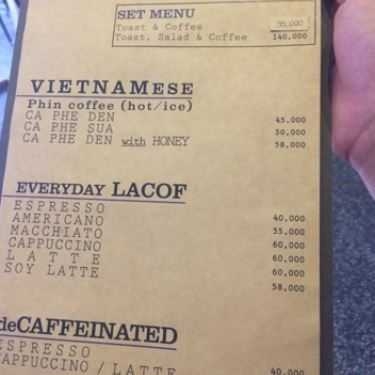 SET MENU
Toast & Coffee
Toast, Salad & Coffee 140,000
VIETNAMESE
Phin coffee (hot/ice)
CA PHE DEN 45,000
CA PHE SUA 50,000
CA PHE DEN with HONEY 58,000
EVERYDAY LACOF
ESPRESSO 40,000
AMERICANO 55,000
MACCHIATO 60,000
CAPPUCCINO 60,000
LATTE 60,000
SOY LATTE 58,000
deCAFFEINATED
ESPRESSO 40,000
CAPPUCCINO / LATTE